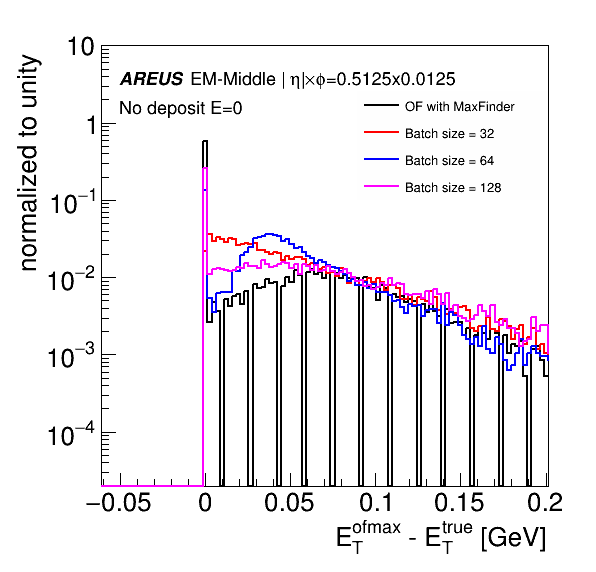 normalized to unity
10
1
10⁻¹
10⁻²
10⁻³
10⁻⁴
AREUS EM-Middle | η|×ϕ=0.5125x0.0125
No deposit E=0
OF with MaxFinder
Batch size = 32
Batch size = 64
Batch size = 128
−0.05 0 0.05 0.1 0.15 0.2
E_T^ofmax - E_T^true [GeV]